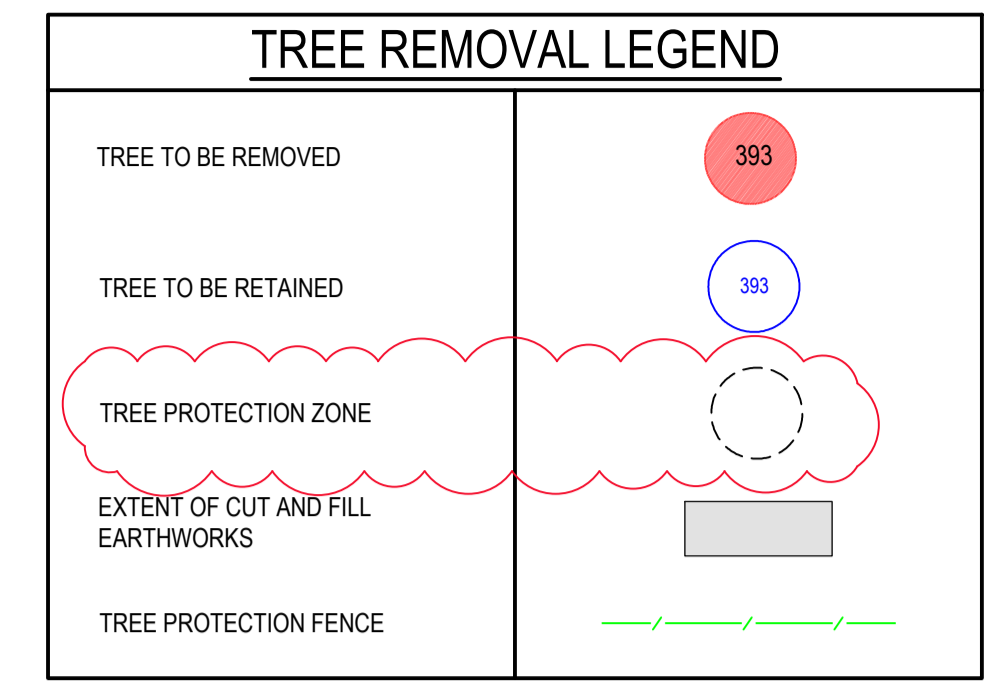 TREE REMOVAL LEGEND
TREE TO BE REMOVED
393
TREE TO BE RETAINED
393
TREE PROTECTION ZONE
EXTENT OF CUT AND FILL
EARTHWORKS
TREE PROTECTION FENCE